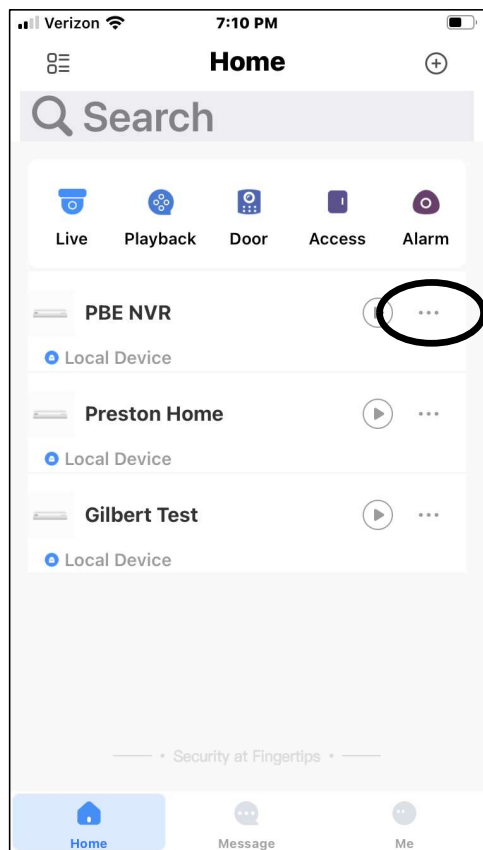 Verizon 7:10 PM
Home
Search
Live Playback Door Access Alarm
PBE NVR
Local Device
Preston Home
Local Device
Gilbert Test
Local Device
Security at Fingertips
Home Message Me